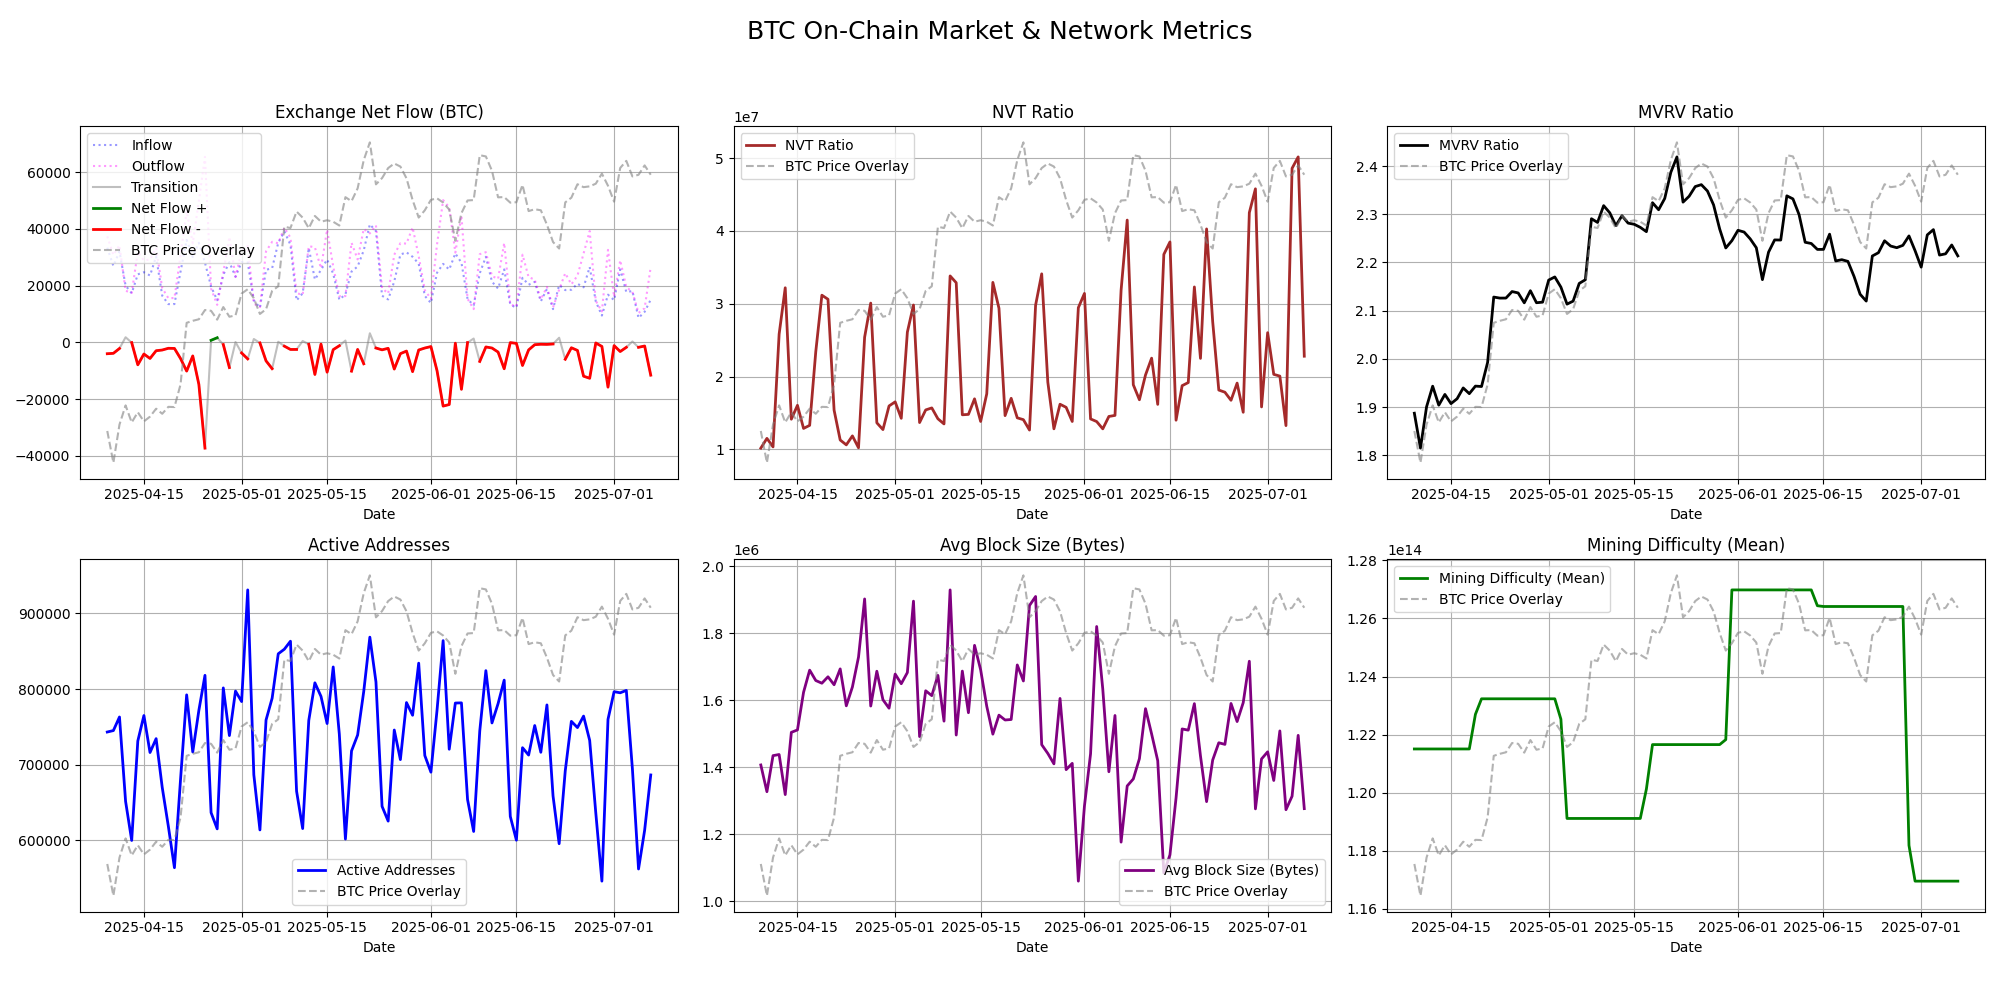 BTC On-Chain Market & Network Metrics
Exchange Net Flow (BTC)
Inflow
Outflow
Transition
Net Flow +
Net Flow -
BTC Price Overlay
60000
40000
20000
0
−20000
−40000
2025-04-15 2025-05-01 2025-05-15 2025-06-01 2025-06-15 2025-07-01
Date
NVT Ratio
1e7
NVT Ratio
BTC Price Overlay
5
4
3
2
1
2025-04-15 2025-05-01 2025-05-15 2025-06-01 2025-06-15 2025-07-01
Date
MVRV Ratio
MVRV Ratio
BTC Price Overlay
2.4
2.3
2.2
2.1
2.0
1.9
1.8
2025-04-15 2025-05-01 2025-05-15 2025-06-01 2025-06-15 2025-07-01
Date
Active Addresses
900000
800000
700000
600000
Active Addresses
BTC Price Overlay
2025-04-15 2025-05-01 2025-05-15 2025-06-01 2025-06-15 2025-07-01
Date
Avg Block Size (Bytes)
1e6
2.0
1.8
1.6
1.4
1.2
1.0
Avg Block Size (Bytes)
BTC Price Overlay
2025-04-15 2025-05-01 2025-05-15 2025-06-01 2025-06-15 2025-07-01
Date
Mining Difficulty (Mean)
1e14
Mining Difficulty (Mean)
BTC Price Overlay
1.28
1.26
1.24
1.22
1.20
1.18
1.16
2025-04-15 2025-05-01 2025-05-15 2025-06-01 2025-06-15 2025-07-01
Date